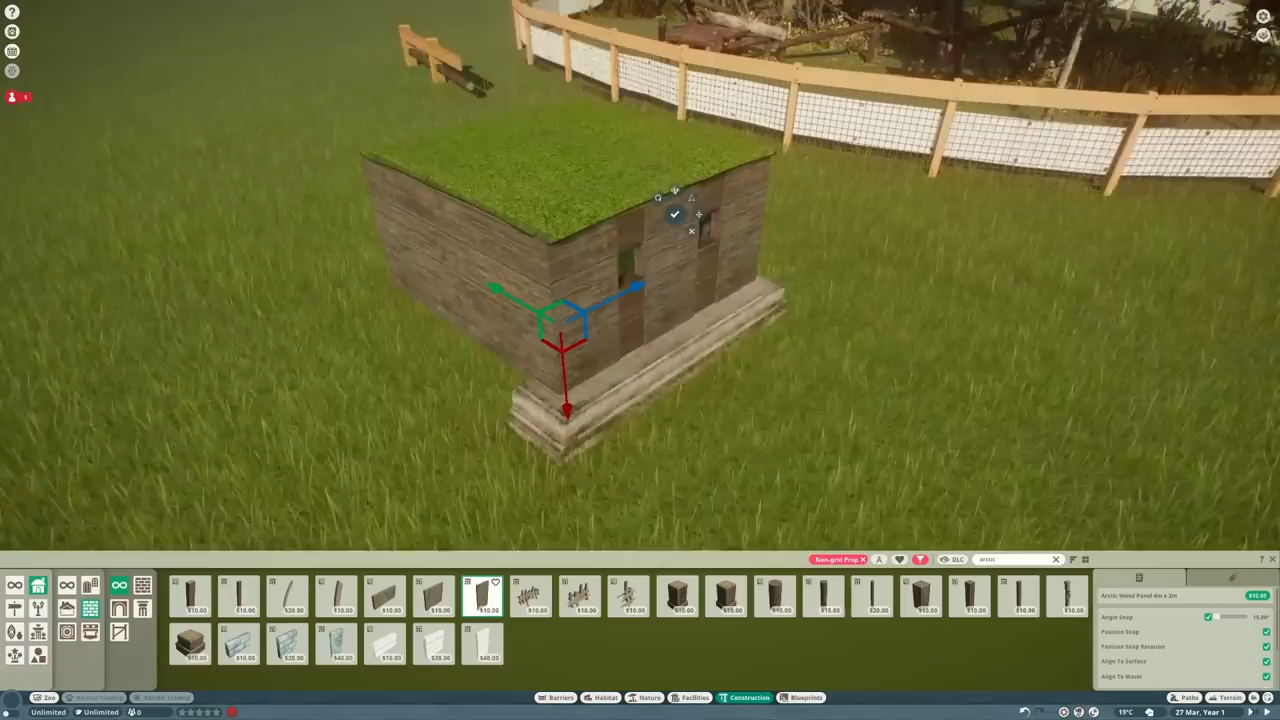 5
Non-grid Prop ×
DLC
arctic
$10.00 $10.00 $20.00 $10.00 $10.00 $10.00 $10.00 $10.00 $10.00 $10.00 $10.00 $10.00 $10.00 $15.00 $20.00 $10.00 $10.00 $10.00 $10.00
$10.00 $10.00 $20.00 $40.00 $10.00 $20.00 $40.00
Arctic Wood Panel 4m x 2m $10.00
Angle Snap 15.00°
Position Snap
Position Snap Rotation
Align To Surface
Align To Water
Zoo Animal Trading Exhibit Trading
Barriers Habitat Nature Facilities Construction Blueprints
Paths Terrain
Unlimited Unlimited 0
19°C 27 Mar, Year 1